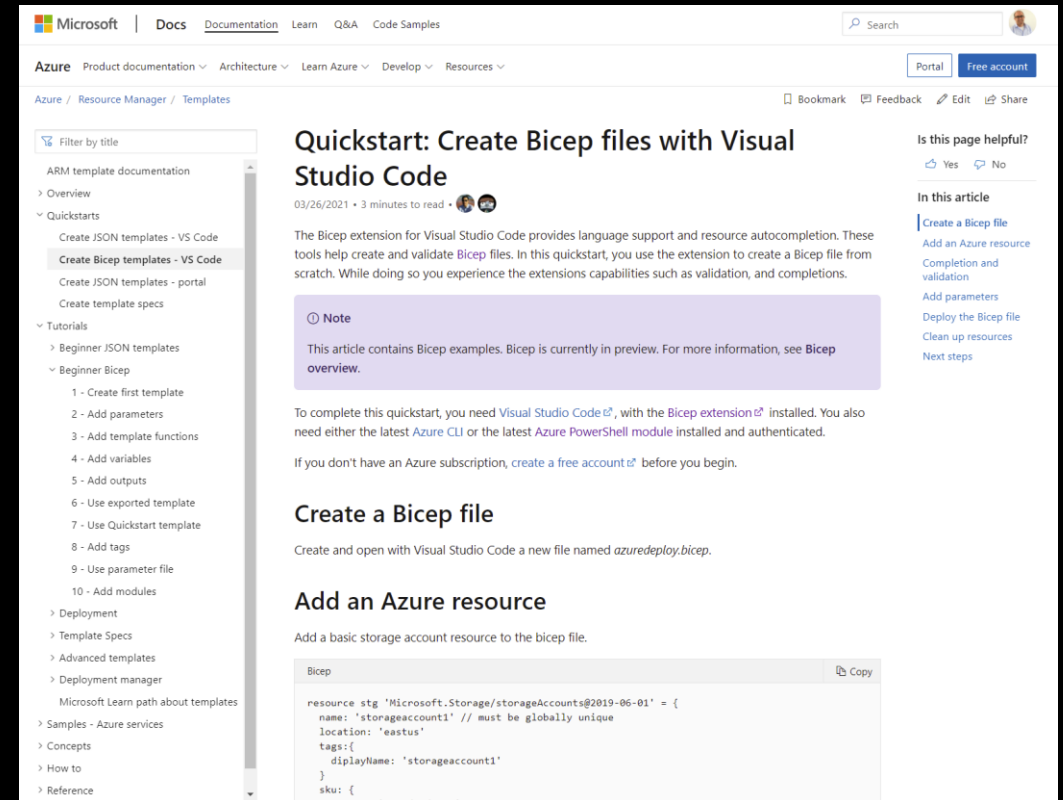 Microsoft Docs Documentation Learn Q&A Code Samples Search
Azure Product documentation Architecture Learn Azure Develop Resources Portal Free account
Azure / Resource Manager / Templates
Bookmark Feedback Edit Share
Filter by title
ARM template documentation
Overview
Quickstarts
Create JSON templates - VS Code
Create Bicep templates - VS Code
Create JSON templates - portal
Create template specs
Tutorials
Beginner JSON templates
Beginner Bicep
1 - Create first template
2 - Add parameters
3 - Add template functions
4 - Add variables
5 - Add outputs
6 - Use exported template
7 - Use Quickstart template
8 - Add tags
9 - Use parameter file
10 - Add modules
Deployment
Template Specs
Advanced templates
Deployment manager
Microsoft Learn path about templates
Samples - Azure services
Concepts
How to
Reference
Quickstart: Create Bicep files with Visual
Studio Code
03/26/2021 • 3 minutes to read •
The Bicep extension for Visual Studio Code provides language support and resource autocompletion. These
tools help create and validate Bicep files. In this quickstart, you use the extension to create a Bicep file from
scratch. While doing so you experience the extensions capabilities such as validation, and completions.
Note
This article contains Bicep examples. Bicep is currently in preview. For more information, see Bicep
overview.
To complete this quickstart, you need Visual Studio Code, with the Bicep extension installed. You also
need either the latest Azure CLI or the latest Azure PowerShell module installed and authenticated.
If you don't have an Azure subscription, create a free account before you begin.
Create a Bicep file
Create and open with Visual Studio Code a new file named azuredeploy.bicep.
Add an Azure resource
Add a basic storage account resource to the bicep file.
Bicep Copy
resource stg 'Microsoft.Storage/storageAccounts@2019-06-01' = {
name: 'storageaccount1' // must be globally unique
location: 'eastus'
tags:{
diplayName: 'storageaccount1'
}
sku: {
Is this page helpful?
Yes No
In this article
Create a Bicep file
Add an Azure resource
Completion and
validation
Add parameters
Deploy the Bicep file
Clean up resources
Next steps